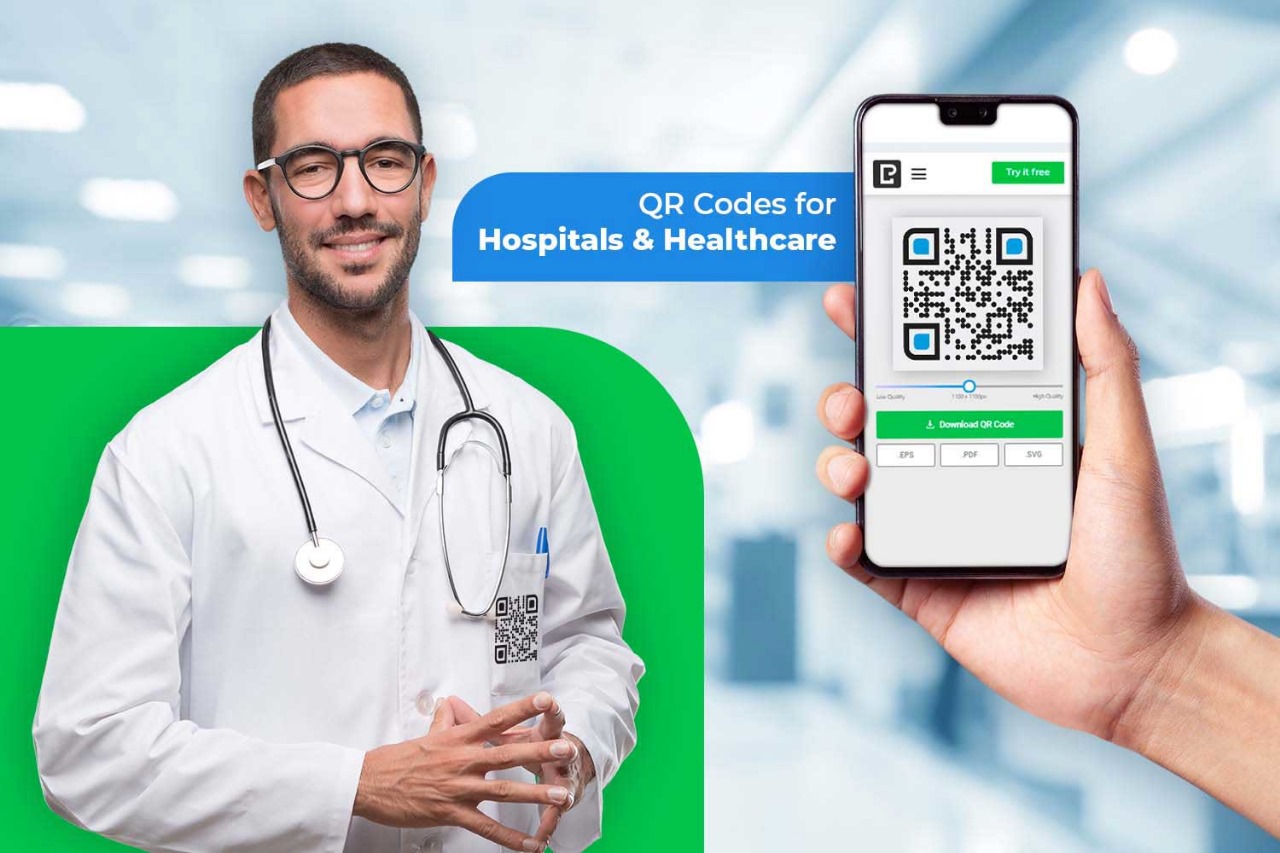 QR Codes for
Hospitals & Healthcare
Try it free
Low Quality
1100 x 1100px
High Quality
Download QR Code
.EPS
.PDF
.SVG